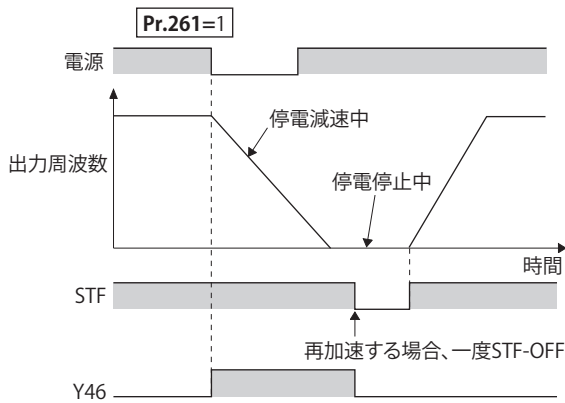 Pr.261=1
電源
停電減速中
出力周波数
停電停止中
時間
STF
再加速する場合、一度STF-OFF
Y46